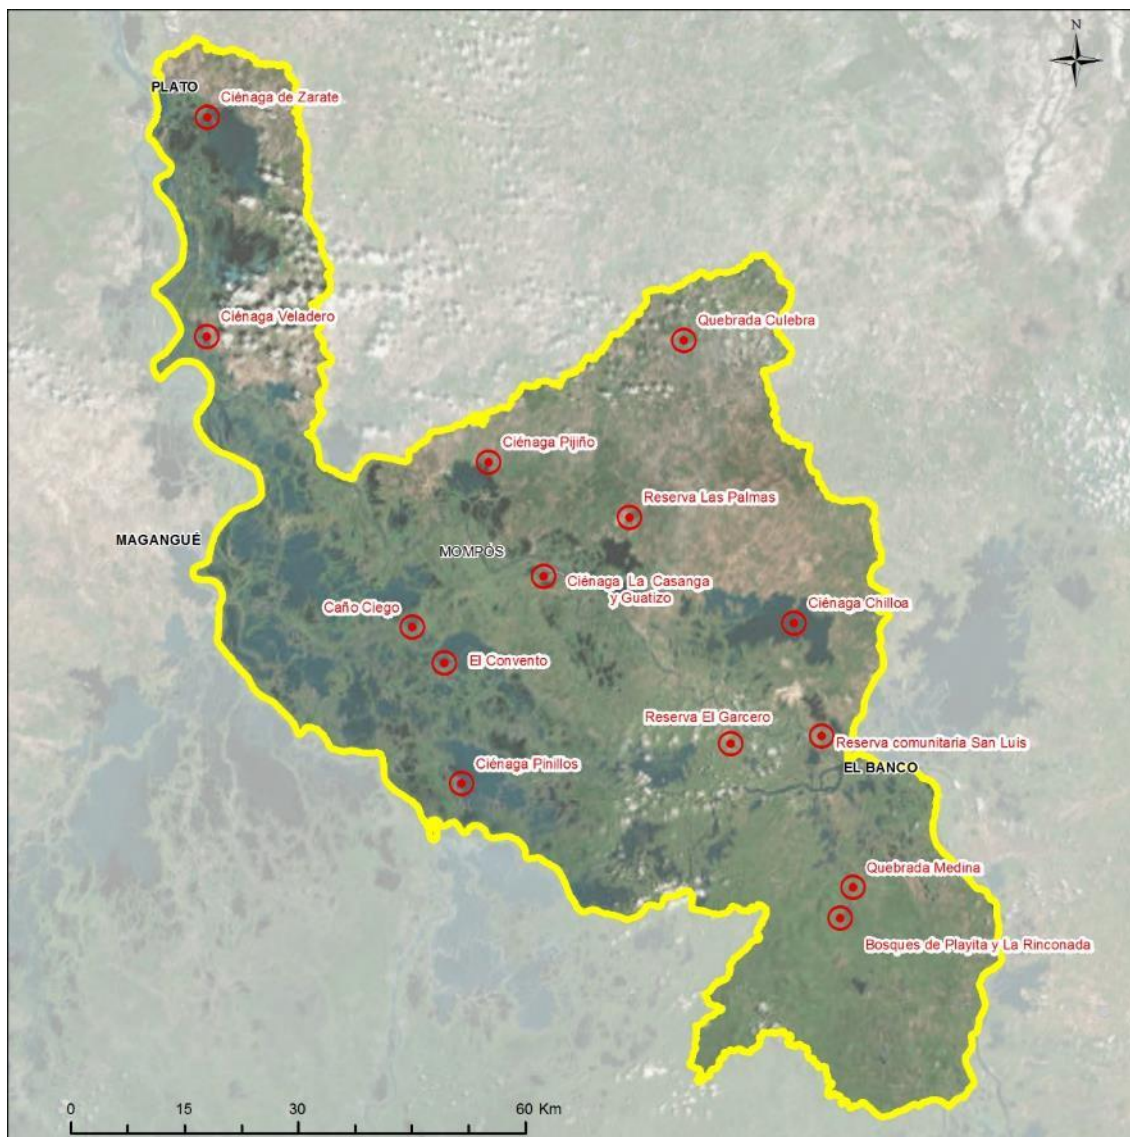 N
PLATO
Ciénaga de Zarate
Ciénaga Veladero
Quebrada Culebra
Ciénaga Pijiño
Reserva Las Palmas
MAGANGUÉ
MOMPÓS
Ciénaga La Casanga
y Guatizo
Caño Ciego
Ciénaga Chilloa
El Convento
Reserva El Garcero
Reserva comunitaria San Luis
Ciénaga Pinillos
EL BANCO
Quebrada Medina
Bosques de Playita y La Rinconada
0 15 30 60 Km